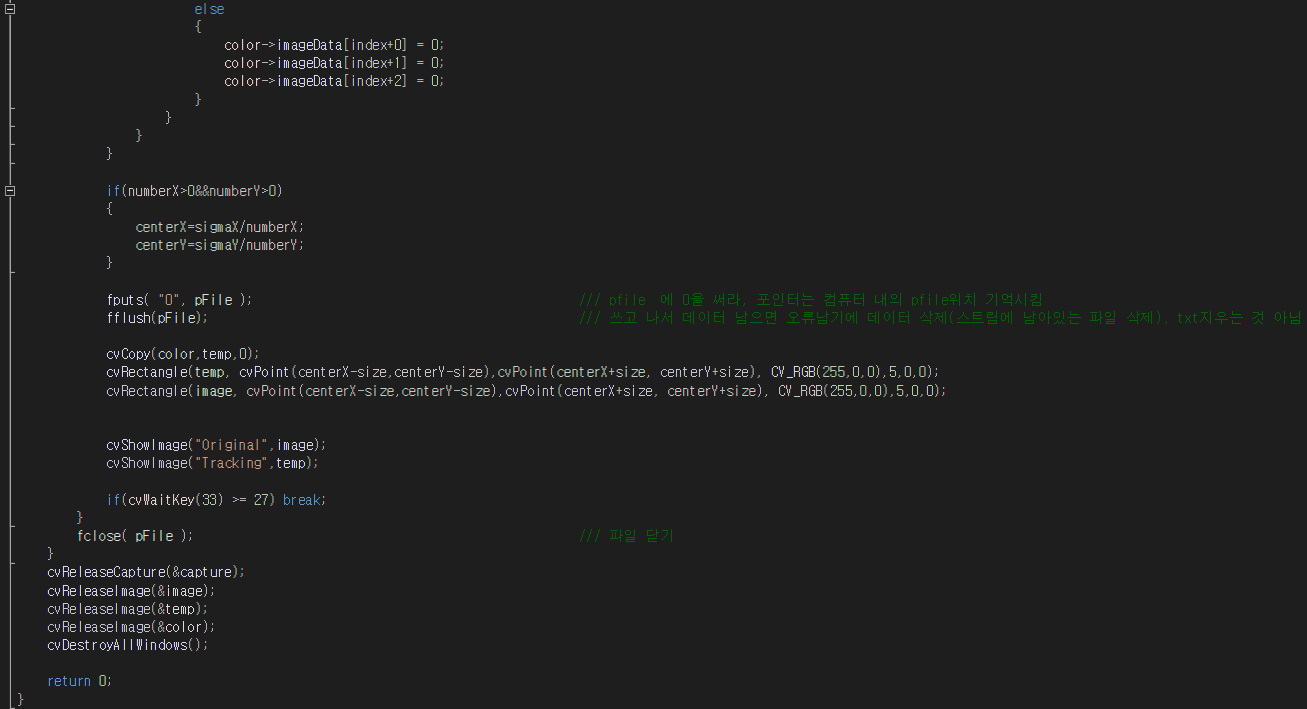 else
{
color->imageData[index+0] = 0;
color->imageData[index+1] = 0;
color->imageData[index+2] = 0;
}
}
}
}
if(numberX>0&&numberY>0)
{
centerX=sigmaX/numberX;
centerY=sigmaY/numberY;
}
fputs( "0", pFile ); /// pfile 에 0을 써라, 포인터는 컴퓨터 내의 pfile위치 기억시킴
fflush(pFile); /// 쓰고 나서 데이터 남으면 오류남기에 데이터 삭제(스트림에 남아있는 파일 삭제), txt지우는 것 아님
cvCopy(color,temp,0);
cvRectangle(temp, cvPoint(centerX-size,centerY-size),cvPoint(centerX+size, centerY+size), CV_RGB(255,0,0),5,0,0);
cvRectangle(image, cvPoint(centerX-size,centerY-size),cvPoint(centerX+size, centerY+size), CV_RGB(255,0,0),5,0,0);
cvShowImage("Original",image);
cvShowImage("Tracking",temp);
if(cvWaitKey(33) >= 27) break;
}
fclose( pFile ); /// 파일 닫기
}
cvReleaseCapture(&capture);
cvReleaseImage(&image);
cvReleaseImage(&temp);
cvReleaseImage(&color);
cvDestroyAllWindows();
return 0;
}